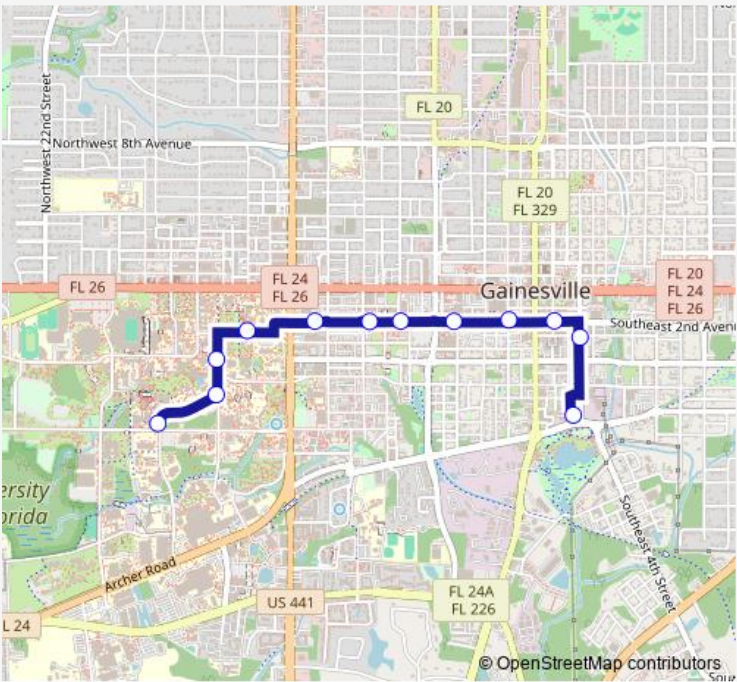 Northwest 22nd Street
FL 20
Northwest 8th Avenue
FL 20
FL 329
FL 26
FL 24
FL 26
Gainesville
FL 20
FL 24
FL 26
Southeast 2nd Avenu
ersity
orida
Southeast 4th Street
Archer Road
US 441
FL 24A
FL 226
L 24
© OpenStreetMap contributors